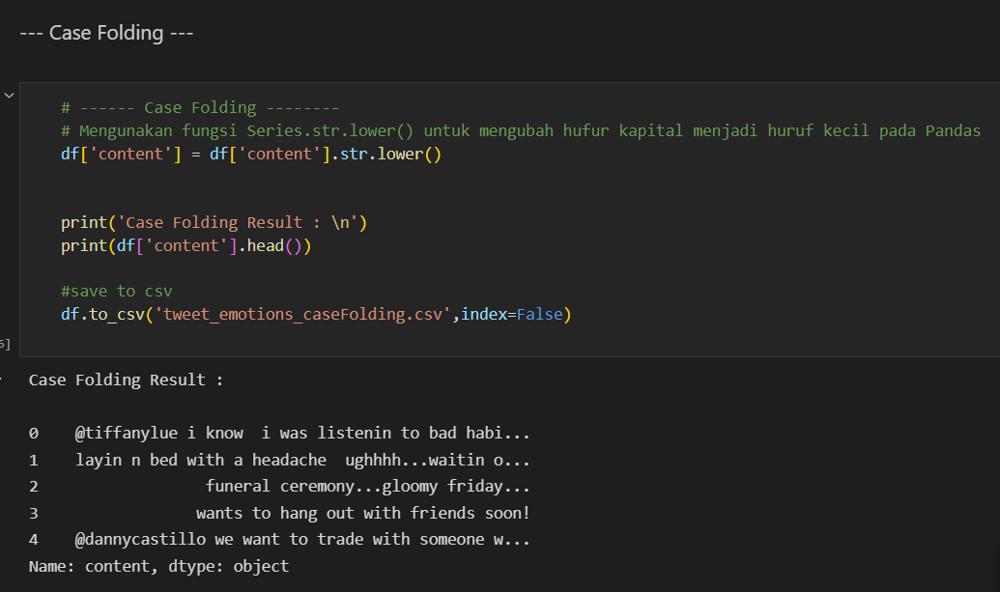 --- Case Folding ---
# ------ Case Folding --------
# Mengunakan fungsi Series.str.lower() untuk mengubah hufur kapital menjadi huruf kecil pada Pandas
df['content'] = df['content'].str.lower()
print('Case Folding Result : \n')
print(df['content'].head())
#save to csv
df.to_csv('tweet_emotions_caseFolding.csv',index=False)
Case Folding Result :
0    @tiffanylue i know  i was listenin to bad habi...
1    layin n bed with a headache  ughhhh...waitin o...
2                  funeral ceremony...gloomy friday...
3                 wants to hang out with friends soon!
4    @dannycastillo we want to trade with someone w...
Name: content, dtype: object